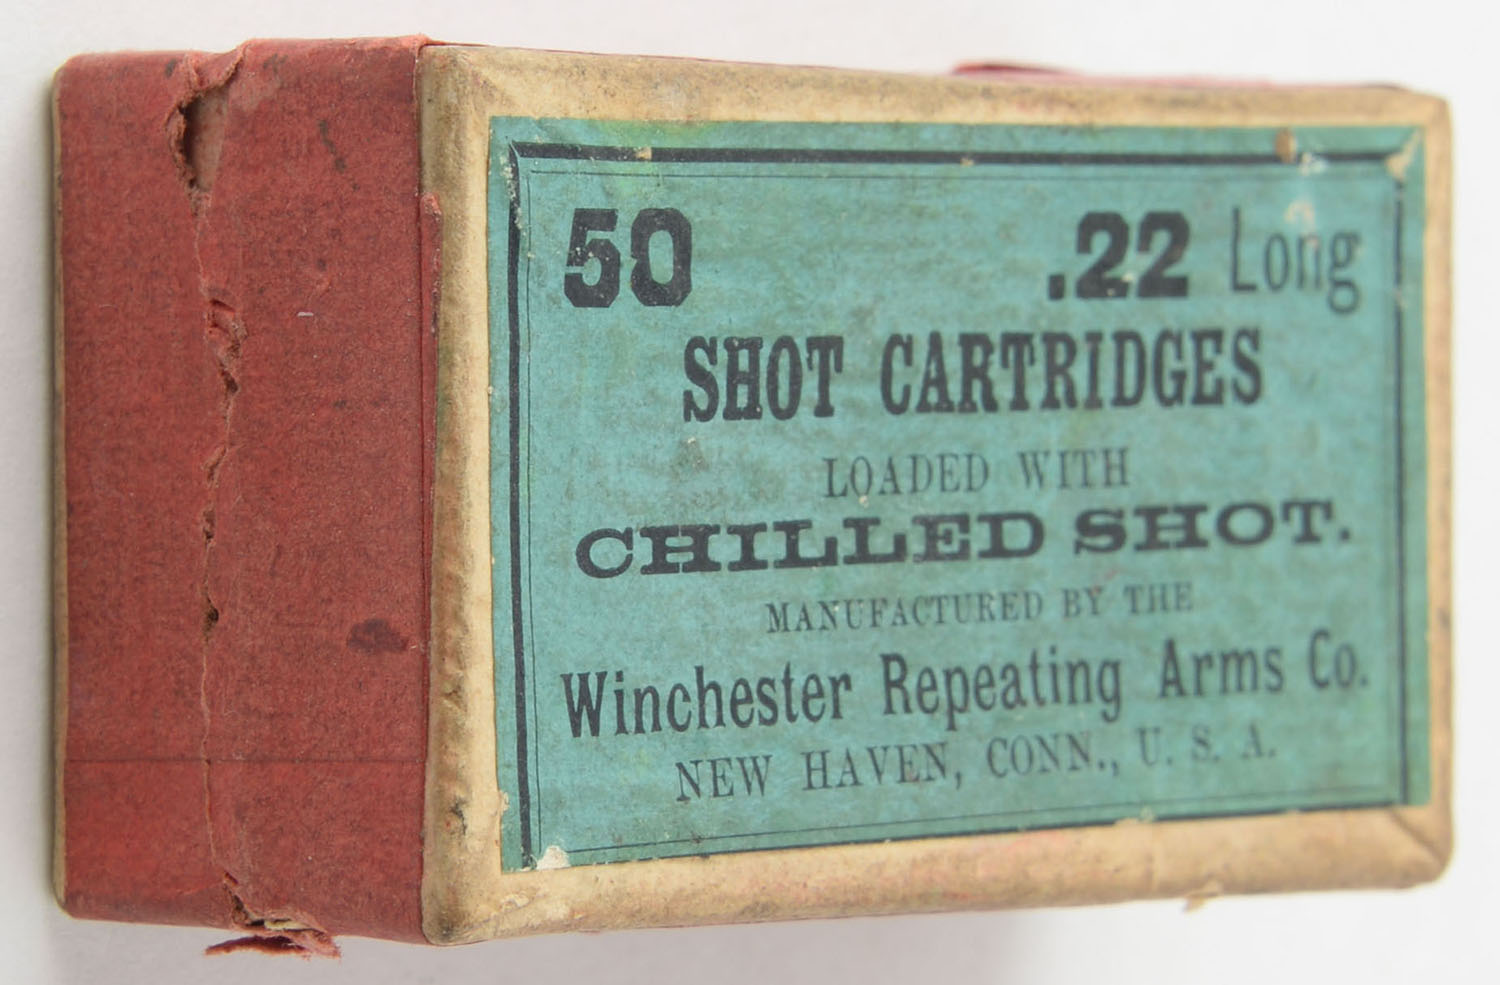 50 .22 Long
SHOT CARTRIDGES
LOADED WITH
CHILLED SHOT.
MANUFACTURED BY THE
Winchester Repeating Arms Co.
NEW HAVEN, CONN., U. S. A.